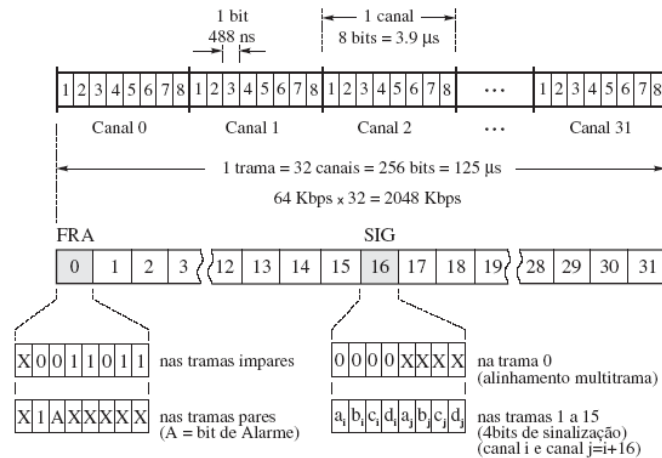 1 bit
488 ns
1 canal
8 bits = 3.9 µs
1 2 3 4 5 6 7 8 1 2 3 4 5 6 7 8 1 2 3 4 5 6 7 8 ... 1 2 3 4 5 6 7 8
Canal 0 Canal 1 Canal 2 ... Canal 31
1 trama = 32 canais = 256 bits = 125 µs
64 Kbps x 32 = 2048 Kbps
FRA SIG
0 1 2 3 12 13 14 15 16 17 18 19 28 29 30 31
X 0 0 1 1 0 1 1 nas tramas impares
0 0 0 0 X X X X na trama 0
(alinhamento multitrama)
X 1 A X X X X X nas tramas pares
(A = bit de Alarme)
ai bi ci di aj bj cj dj nas tramas 1 a 15
(4bits de sinalização)
(canal i e canal j=i+16)